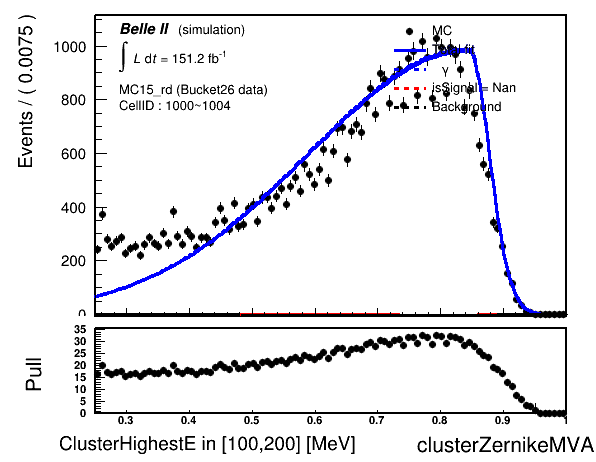 Belle II (simulation)
∫ L dt = 151.2 fb⁻¹
MC15_rd (Bucket26 data)
CellID : 1000~1004
MC
γ
isSignal = Nan
Background
Events / ( 0.0075 )
1000
800
600
400
200
0
Pull
35
30
25
20
15
10
5
0
0.3 0.4 0.5 0.6 0.7 0.8 0.9 1
ClusterHighestE in [100,200] [MeV] clusterZernikeMVA